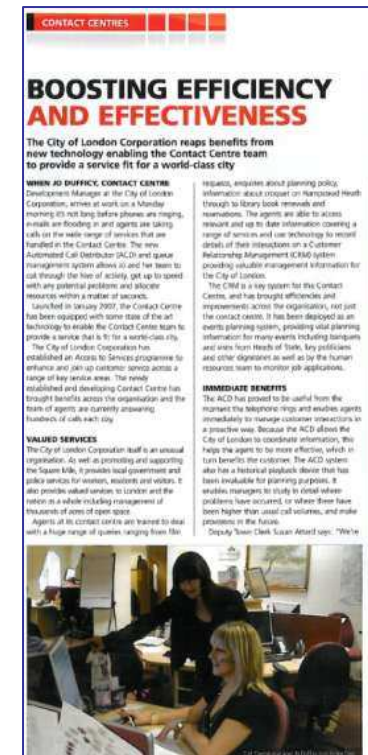 CONTACT CENTRES
BOOSTING EFFICIENCY
AND EFFECTIVENESS
The City of London Corporation reaps benefits from
new technology enabling the Contact Centre team
to provide a service fit for a world-class city
WHEN JO DUFFICY, CONTACT CENTRE
Development Manager at the City of London
Corporation, arrives at work on a Monday
morning it's not long before phones are ringing,
e-mails are flooding in and agents are taking
calls on the wide range of services that are
handled in the Contact Centre. The new
Automated Call Distributor (ACD) and queue
management system allows Jo and her team to
cut through the hive of activity, get up to speed
with any potential problems and allocate
resources within a matter of seconds.
Launched in January 2007, the Contact Centre
has been equipped with some state of the art
technology to enable the Contact Centre team to
provide a service that is fit for a world-class city.
The City of London Corporation has
established an Access to Services programme to
enhance and join up customer service across a
range of key service areas. The newly
established and developing Contact Centre has
brought benefits across the organisation and the
team of agents are currently answering
hundreds of calls each day.
VALUED SERVICES
The City of London Corporation itself is an unusual
organisation. As well as promoting and supporting
the Square Mile, it provides local government and
police services for workers, residents and visitors. It
also provides valued services to London and the
nation as a whole including management of
thousands of acres of open space.
Agents at its contact centre are trained to deal
with a huge range of queries ranging from film
requests, enquiries about planning policy,
information about croquet on Hampstead Heath
through to library book renewals and
reservations. The agents are able to access
relevant and up to date information covering a
range of services and use technology to record
details of their interactions on a Customer
Relationship Management (CRM) system
providing valuable management information for
the City of London.
The CRM is a key system for the Contact
Centre, and has brought efficiencies and
improvements across the organisation, not just
the contact centre. It has been deployed as an
events planning system, providing vital planning
information for many events including banquets
and visits from Heads of State, key politicians
and other dignitaries as well as by the human
resources team to monitor job applications.
IMMEDIATE BENEFITS
The ACD has proved to be useful from the
moment the telephone rings and enables agents
immediately to manage customer interactions in
a proactive way. Because the ACD allows the
City of London to coordinate information, this
helps the agents to be more effective, which in
turn benefits the customer. The ACD system
also has a historical playback device that has
been invaluable for planning purposes. It
enables managers to study in detail where
problems have occurred, or where there have
been higher than usual call volumes, and make
provisions in the future.
Deputy Town Clerk Susan Attard says: "We're